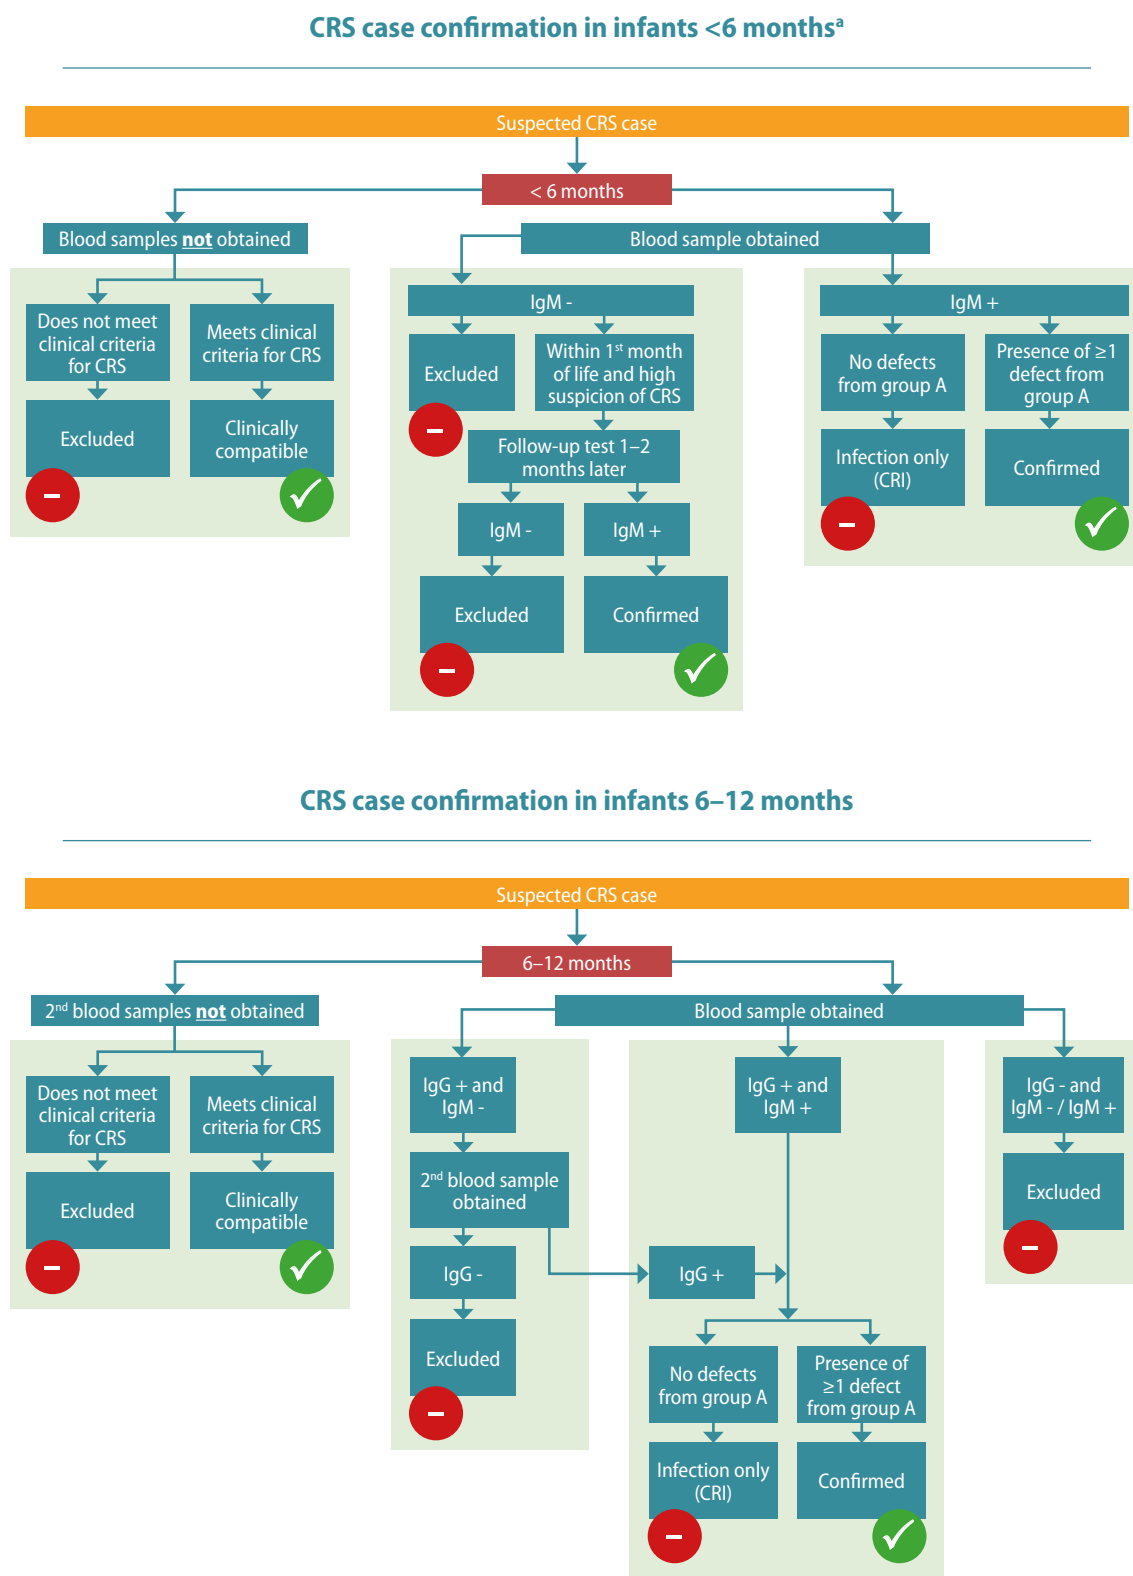 CRS case confirmation in infants <6 monthsª
Suspected CRS case
< 6 months
Blood samples not obtained
Does not meet
clinical criteria
for CRS
Excluded
Meets clinical
criteria for CRS
Clinically
compatible
Blood sample obtained
IgM -
Excluded
Within 1st month
of life and high
suspicion of CRS
Follow-up test 1–2
months later
IgM -
Excluded
IgM +
Confirmed
IgM +
No defects
from group A
Infection only
(CRI)
Presence of ≥1
defect from
group A
Confirmed
CRS case confirmation in infants 6–12 months
Suspected CRS case
6–12 months
2nd blood samples not obtained
Does not meet
clinical criteria
for CRS
Excluded
Meets clinical
criteria for CRS
Clinically
compatible
Blood sample obtained
IgG + and
IgM -
2nd blood sample
obtained
IgG -
Excluded
IgG + and
IgM +
IgG +
No defects
from group A
Infection only
(CRI)
Presence of
≥1 defect
from group A
Confirmed
IgG - and
IgM - / IgM +
Excluded